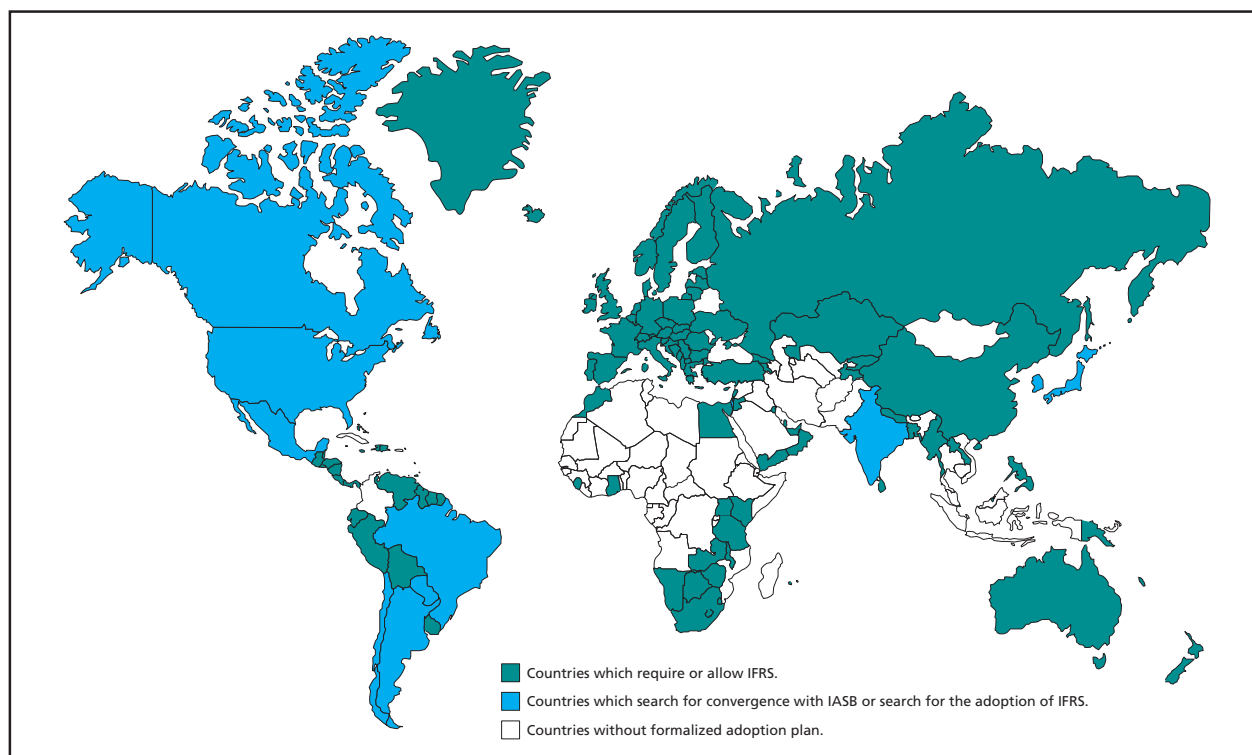 Countries which require or allow IFRS.
Countries which search for convergence with IASB or search for the adoption of IFRS.
Countries without formalized adoption plan.